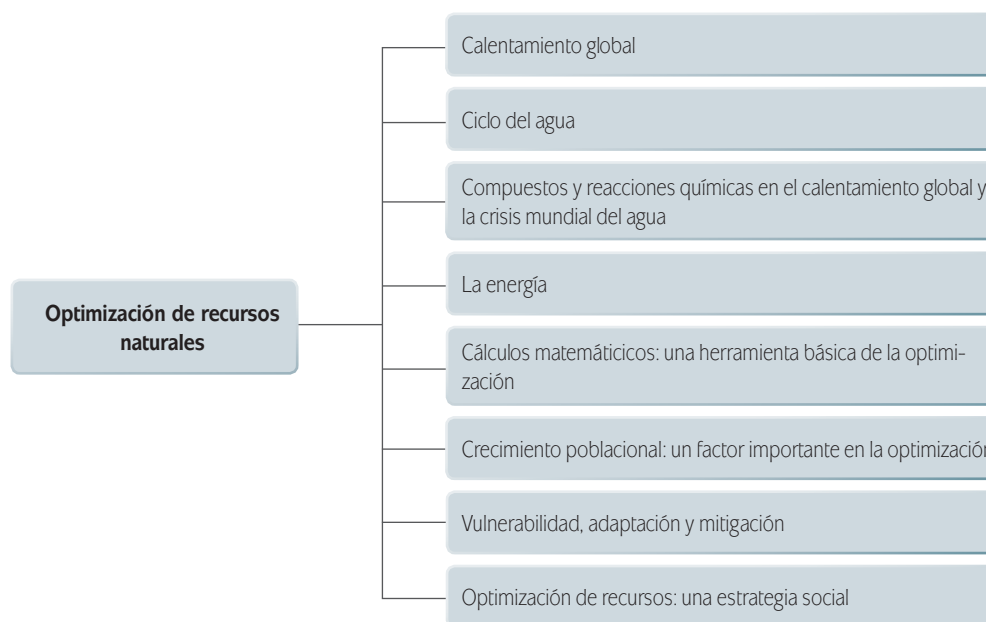 Calentamiento global
Ciclo del agua
Compuestos y reacciones químicas en el calentamiento global y
la crisis mundial del agua
La energía
Optimización de recursos
naturales
Cálculos matemáticicos: una herramienta básica de la optimi-
zación
Crecimiento poblacional: un factor importante en la optimización
Vulnerabilidad, adaptación y mitigación
Optimización de recursos: una estrategia social